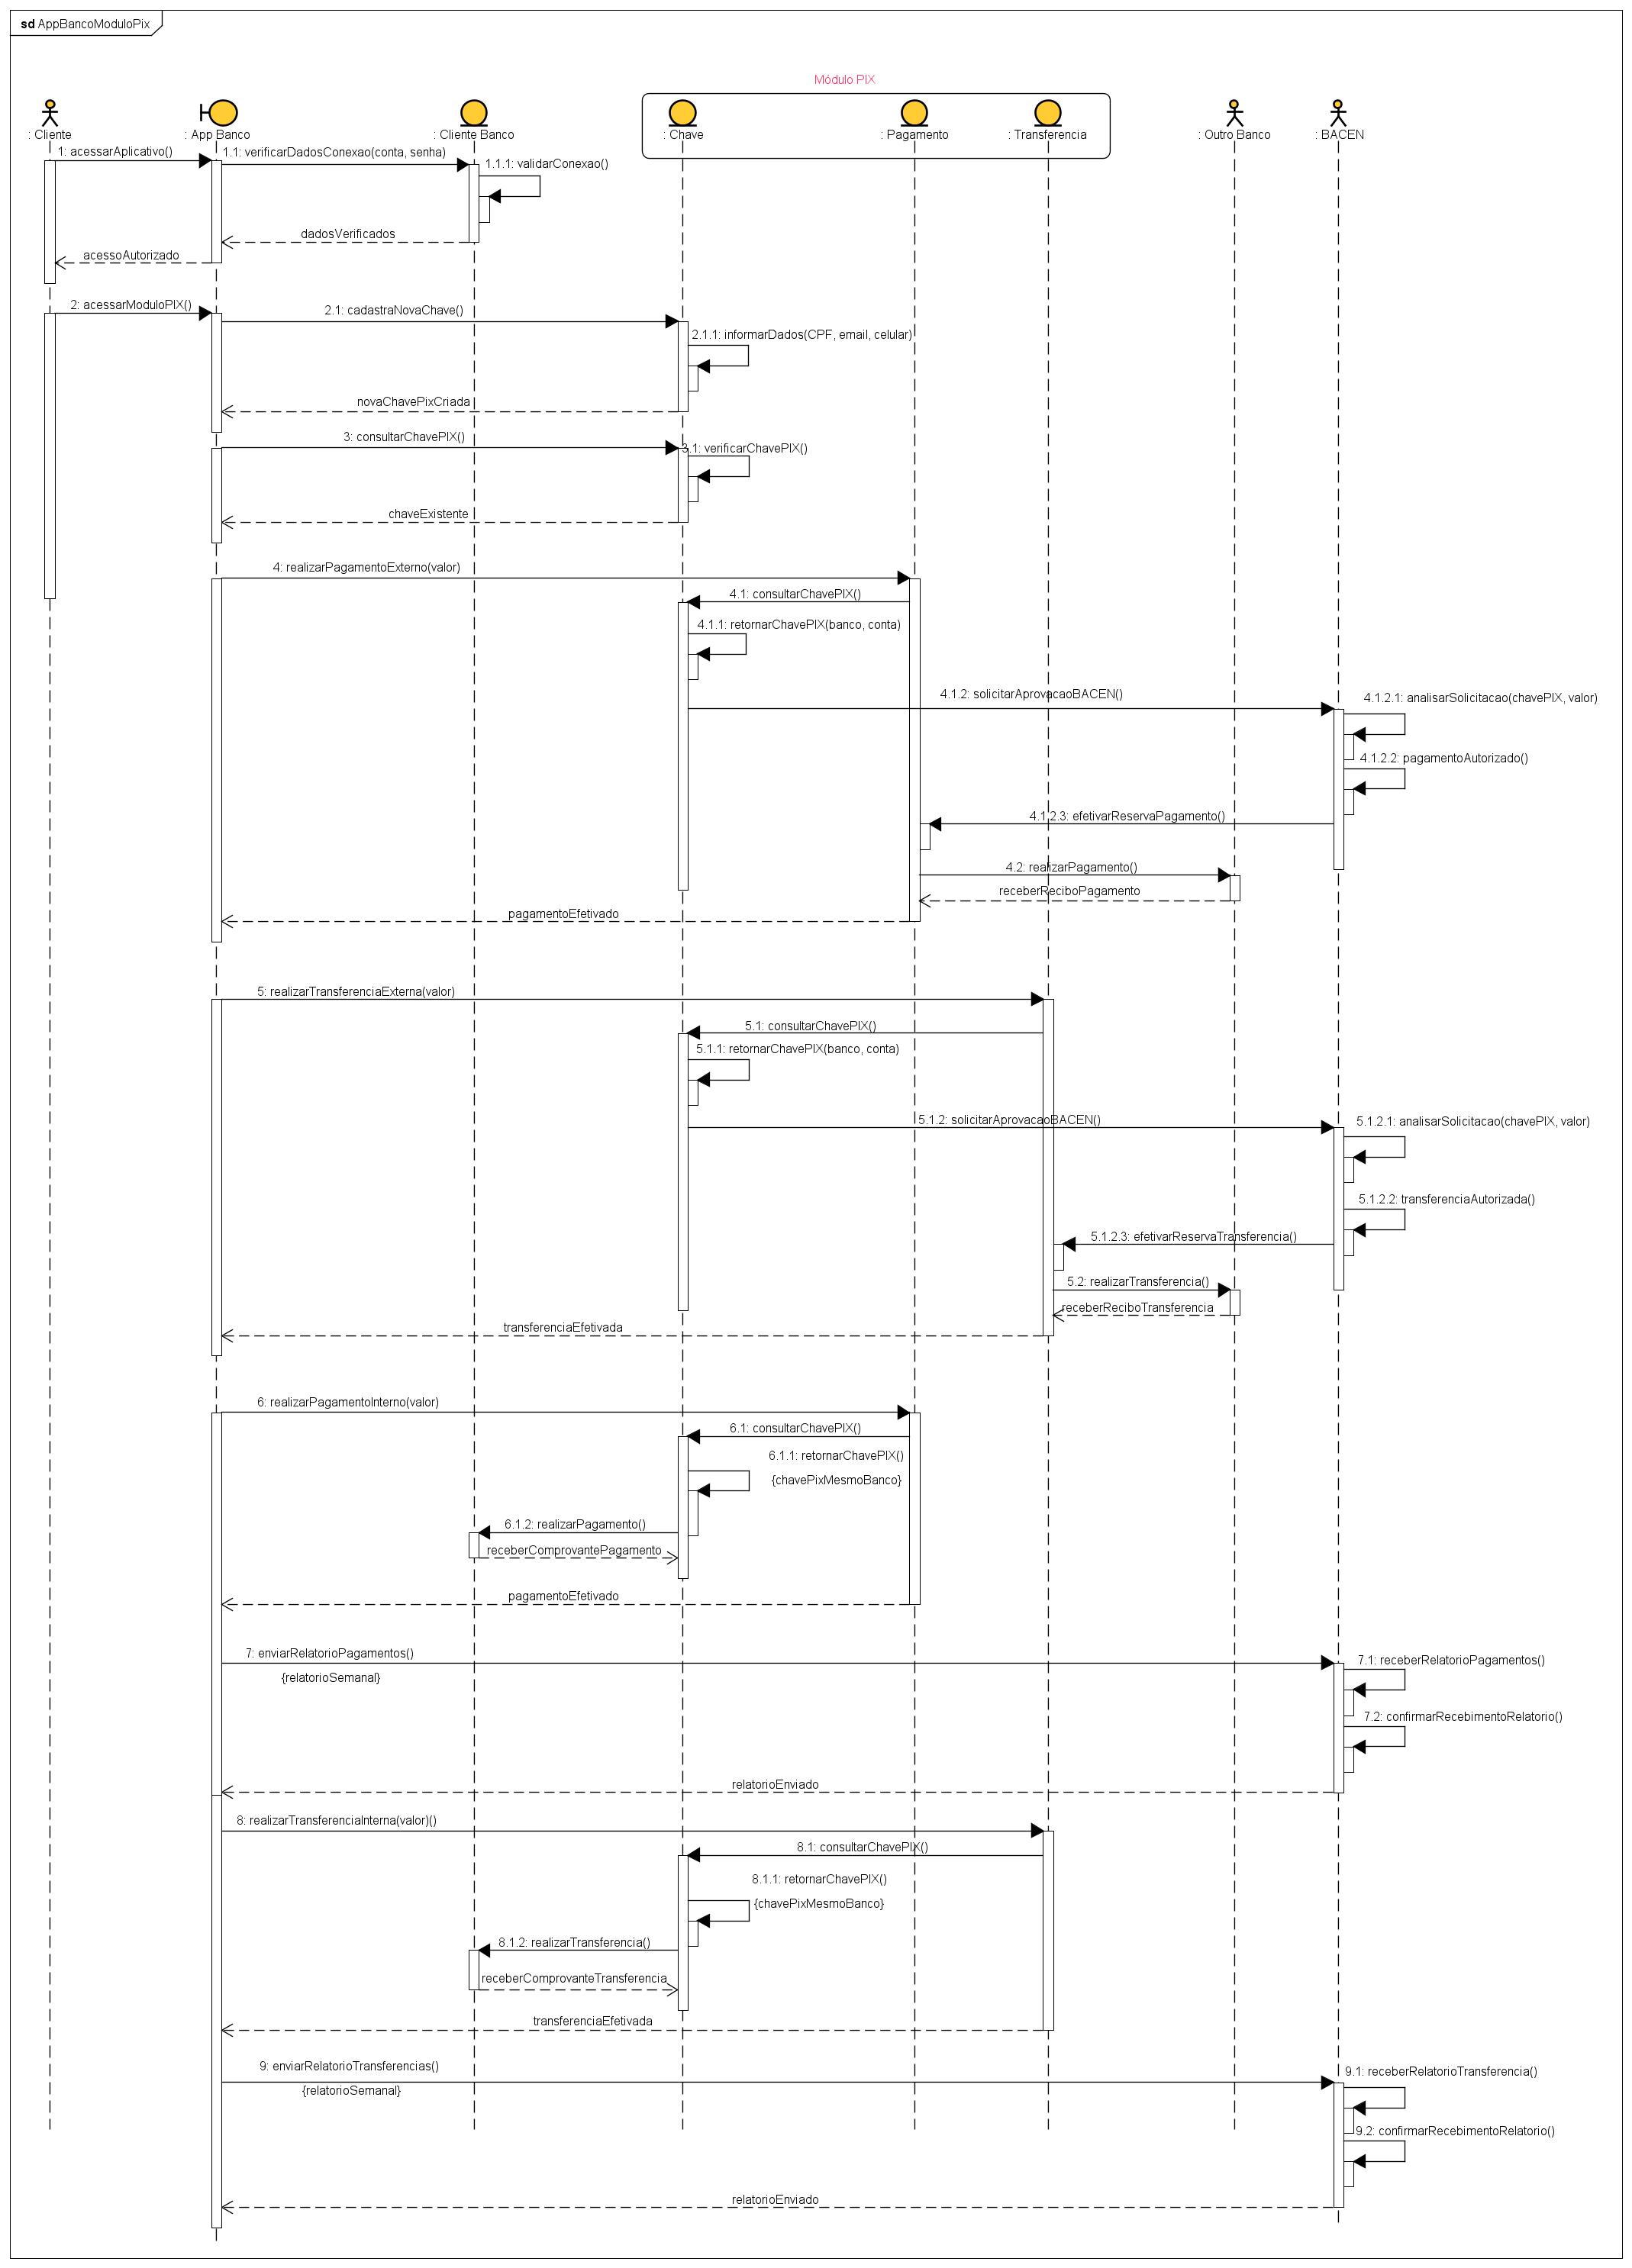 sd AppBancoModuloPix
Módulo PIX
: Cliente
: App Banco
: Cliente Banco
: Chave
: Pagamento
: Transferencia
: Outro Banco
: BACEN
1: acessarAplicativo()
1.1: verificarDadosConexao(conta, senha)
1.1.1: validarConexao()
dadosVerificados
acessoAutorizado
2: acessarModuloPIX()
2.1: cadastraNovaChave()
2.1.1: informarDados(CPF, email, celular)
novaChavePixCriada
3: consultarChavePIX()
3.1: verificarChavePIX()
chaveExistente
4: realizarPagamentoExterno(valor)
4.1: consultarChavePIX()
4.1.1: retornarChavePIX(banco, conta)
4.1.2: solicitarAprovacaoBACEN()
4.1.2.1: analisarSolicitacao(chavePIX, valor)
4.1.2.2: pagamentoAutorizado()
4.1.2.3: efetivarReservaPagamento()
4.2: realizarPagamento()
receberReciboPagamento
pagamentoEfetivado
5: realizarTransferenciaExterna(valor)
5.1: consultarChavePIX()
5.1.1: retornarChavePIX(banco, conta)
5.1.2: solicitarAprovacaoBACEN()
5.1.2.1: analisarSolicitacao(chavePIX, valor)
5.1.2.2: transferenciaAutorizada()
5.1.2.3: efetivarReservaTransferencia()
5.2: realizarTransferencia()
receberReciboTransferencia
transferenciaEfetivada
6: realizarPagamentoInterno(valor)
6.1: consultarChavePIX()
6.1.1: retornarChavePIX()
{chavePixMesmoBanco}
6.1.2: realizarPagamento()
receberComprovantePagamento
pagamentoEfetivado
7: enviarRelatorioPagamentos()
{relatorioSemanal}
7.1: receberRelatorioPagamentos()
7.2: confirmarRecebimentoRelatorio()
relatorioEnviado
8: realizarTransferenciaInterna(valor)()
8.1: consultarChavePIX()
8.1.1: retornarChavePIX()
{chavePixMesmoBanco}
8.1.2: realizarTransferencia()
receberComprovanteTransferencia
transferenciaEfetivada
9: enviarRelatorioTransferencias()
{relatorioSemanal}
9.1: receberRelatorioTransferencia()
9.2: confirmarRecebimentoRelatorio()
relatorioEnviado